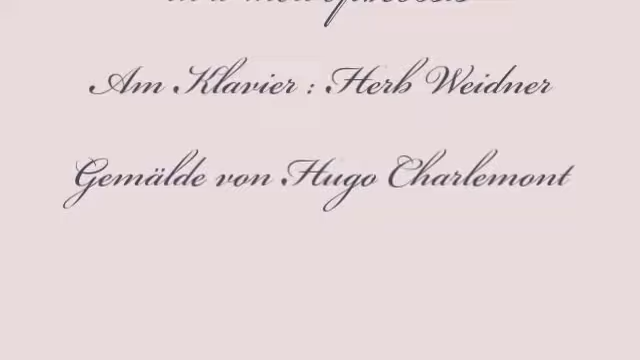 Am Klavier : Herb Weidner
Gemälde von Hugo Charlemont